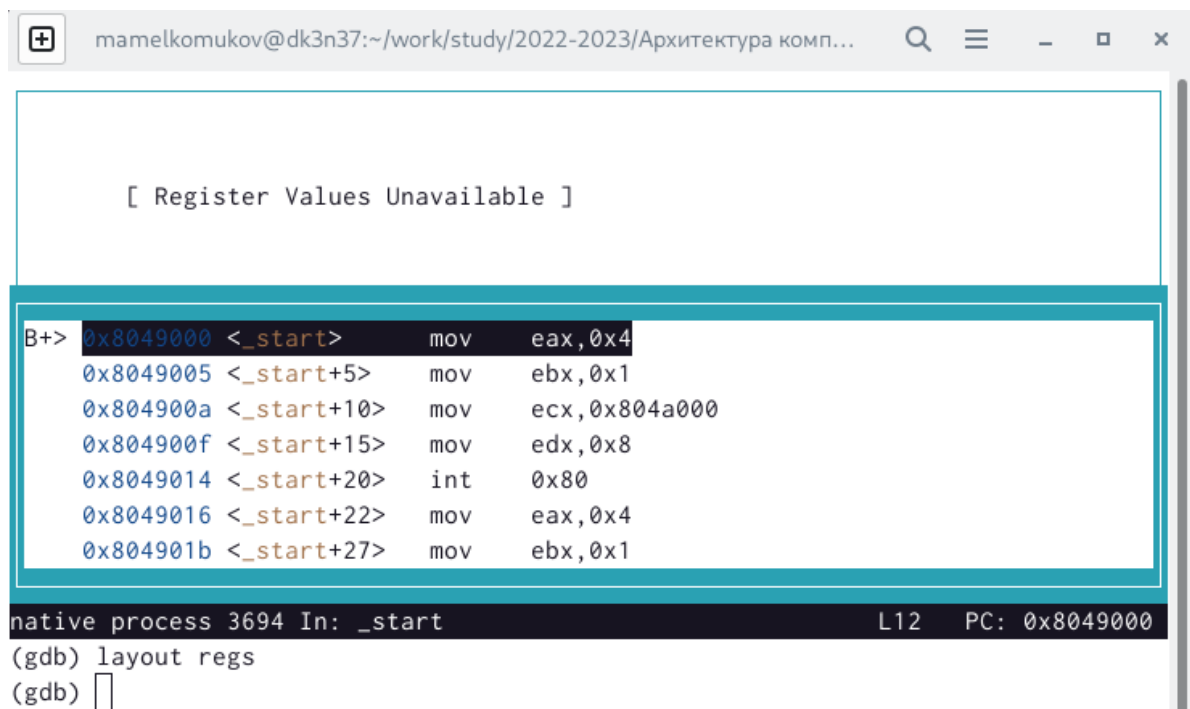 mamelkomukov@dk3n37:~/work/study/2022-2023/Архитектура комп...
[ Register Values Unavailable ]
B+> 0x8049000 <_start> mov eax,0x4
0x8049005 <_start+5> mov ebx,0x1
0x804900a <_start+10> mov ecx,0x804a000
0x804900f <_start+15> mov edx,0x8
0x8049014 <_start+20> int 0x80
0x8049016 <_start+22> mov eax,0x4
0x804901b <_start+27> mov ebx,0x1
native process 3694 In: _start L12 PC: 0x8049000
(gdb) layout regs
(gdb)